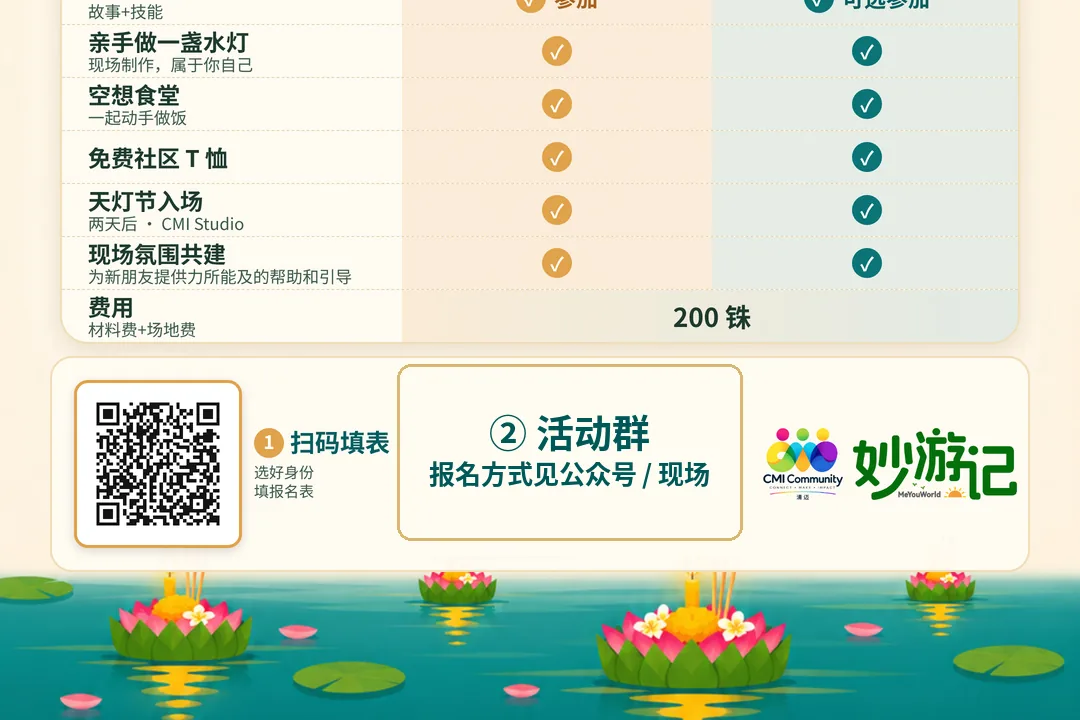 故事+技能
参加
可选参加
亲手做一盏水灯
现场制作，属于你自己
空想食堂
一起动手做饭
免费社区 T 恤
天灯节入场
两天后 · CMI Studio
现场氛围共建
为新朋友提供力所能及的帮助和引导
费用
材料费+场地费
200 铢
1 扫码填表
选好身份
填报名表
② 活动群
报名方式见公众号 / 现场
CMI Community
CONNECT • MAKE • IMPACT
清迈
妙游记
MeYouWorld